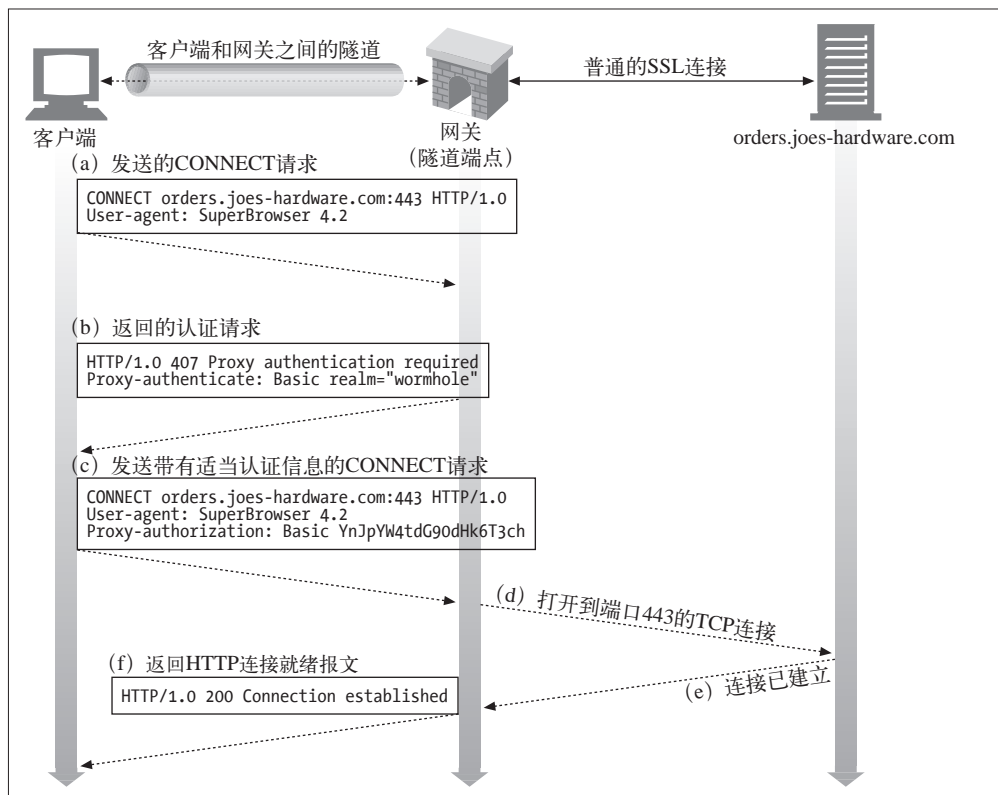 客户端和网关之间的隧道
普通的SSL连接
客户端
网关
（隧道端点）
orders.joes-hardware.com
（a）发送的CONNECT请求
CONNECT orders.joes-hardware.com:443 HTTP/1.0
User-agent: SuperBrowser 4.2
（b）返回的认证请求
HTTP/1.0 407 Proxy authentication required
Proxy-authenticate: Basic realm="wormhole"
（c）发送带有适当认证信息的CONNECT请求
CONNECT orders.joes-hardware.com:443 HTTP/1.0
User-agent: SuperBrowser 4.2
Proxy-authorization: Basic YnJpYW4tdG90dHk6T3ch
（d）打开到端口443的TCP连接
（e）连接已建立
（f）返回HTTP连接就绪报文
HTTP/1.0 200 Connection established